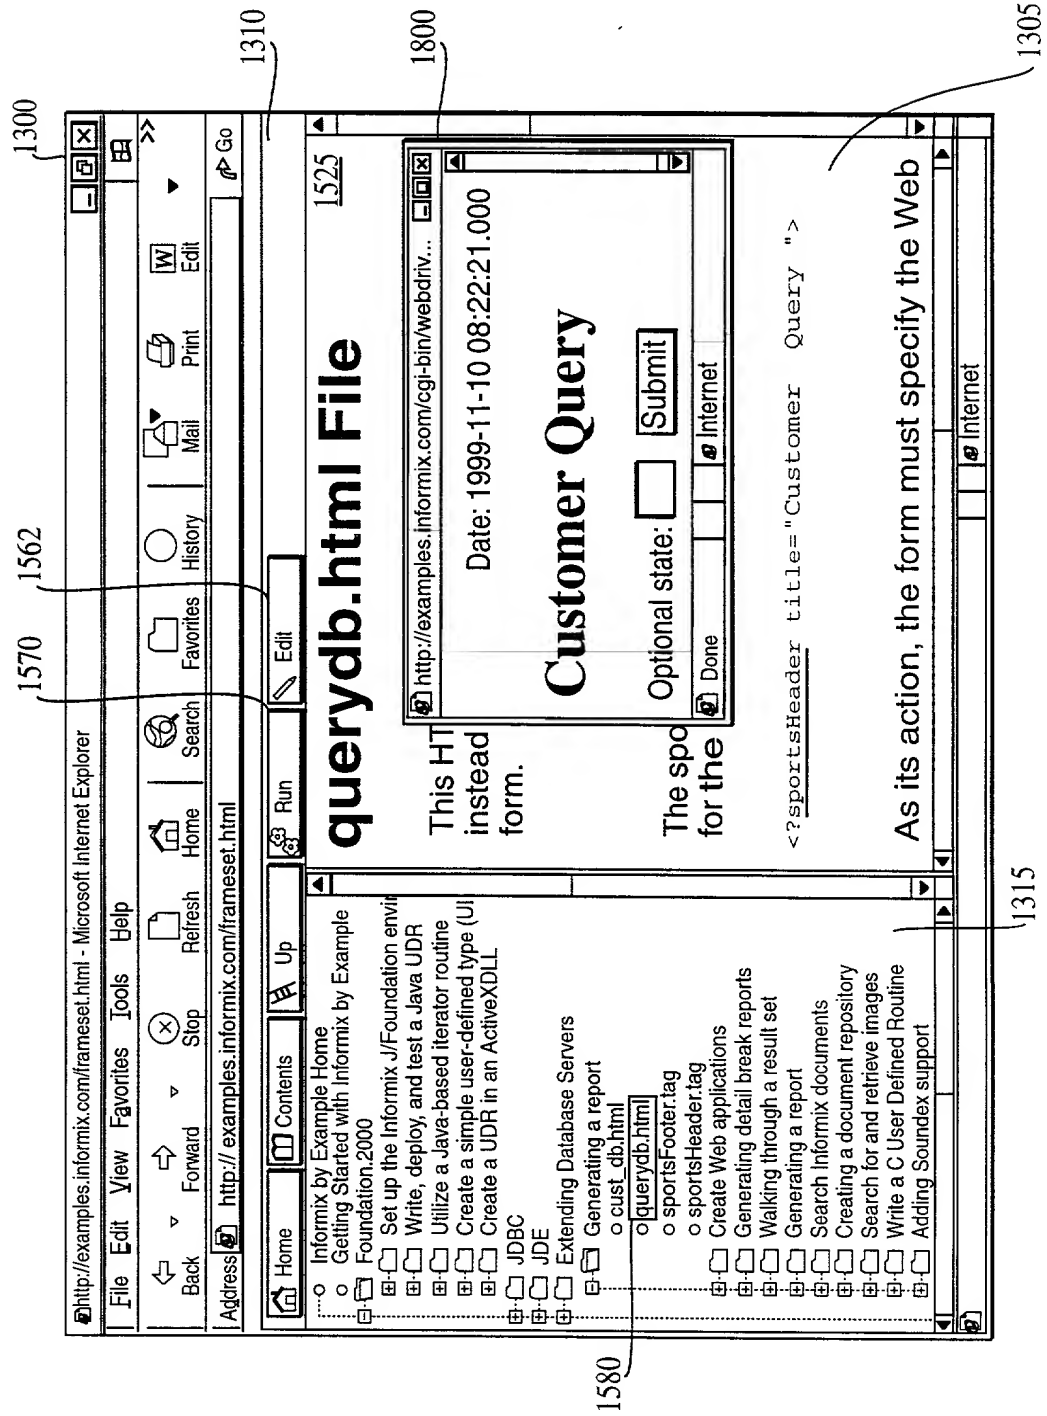 1300
http://examples.informix.com/frameset.html - Microsoft Internet Explorer
File Edit View Favorites Tools Help
Back Forward Stop Refresh Home Search Favorites History Mail Print Edit >>
Address http:// examples.informix.com/frameset.html Go
1570
1562
1310
Home Contents Up Run Edit
Informix by Example Home
Getting Started with Informix by Example
Foundation.2000
Set up the Informix J/Foundation envir
Write, deploy, and test a Java UDR
Utilize a Java-based iterator routine
Create a simple user-defined type (UI
Create a UDR in an ActiveXDLL
JDBC
JDE
Extending Database Servers
Generating a report
cust_db.html
querydb.html
sportsFooter.tag
sportsHeader.tag
Create Web applications
Generating detail break reports
Walking through a result set
Generating a report
Search Informix documents
Creating a document repository
Search for and retrieve images
Write a C User Defined Routine
Adding Soundex support
1580
1315
1525
querydb.html File
This HT
instead
form.
1800
http://examples.informix.com/cgi-bin/webdriv...
Date: 1999-11-10 08:22:21.000
Customer Query
Optional state: Submit
Done Internet
The spo
for the
<?sportsHeader title="Customer Query ">
As its action, the form must specify the Web
1305
Internet